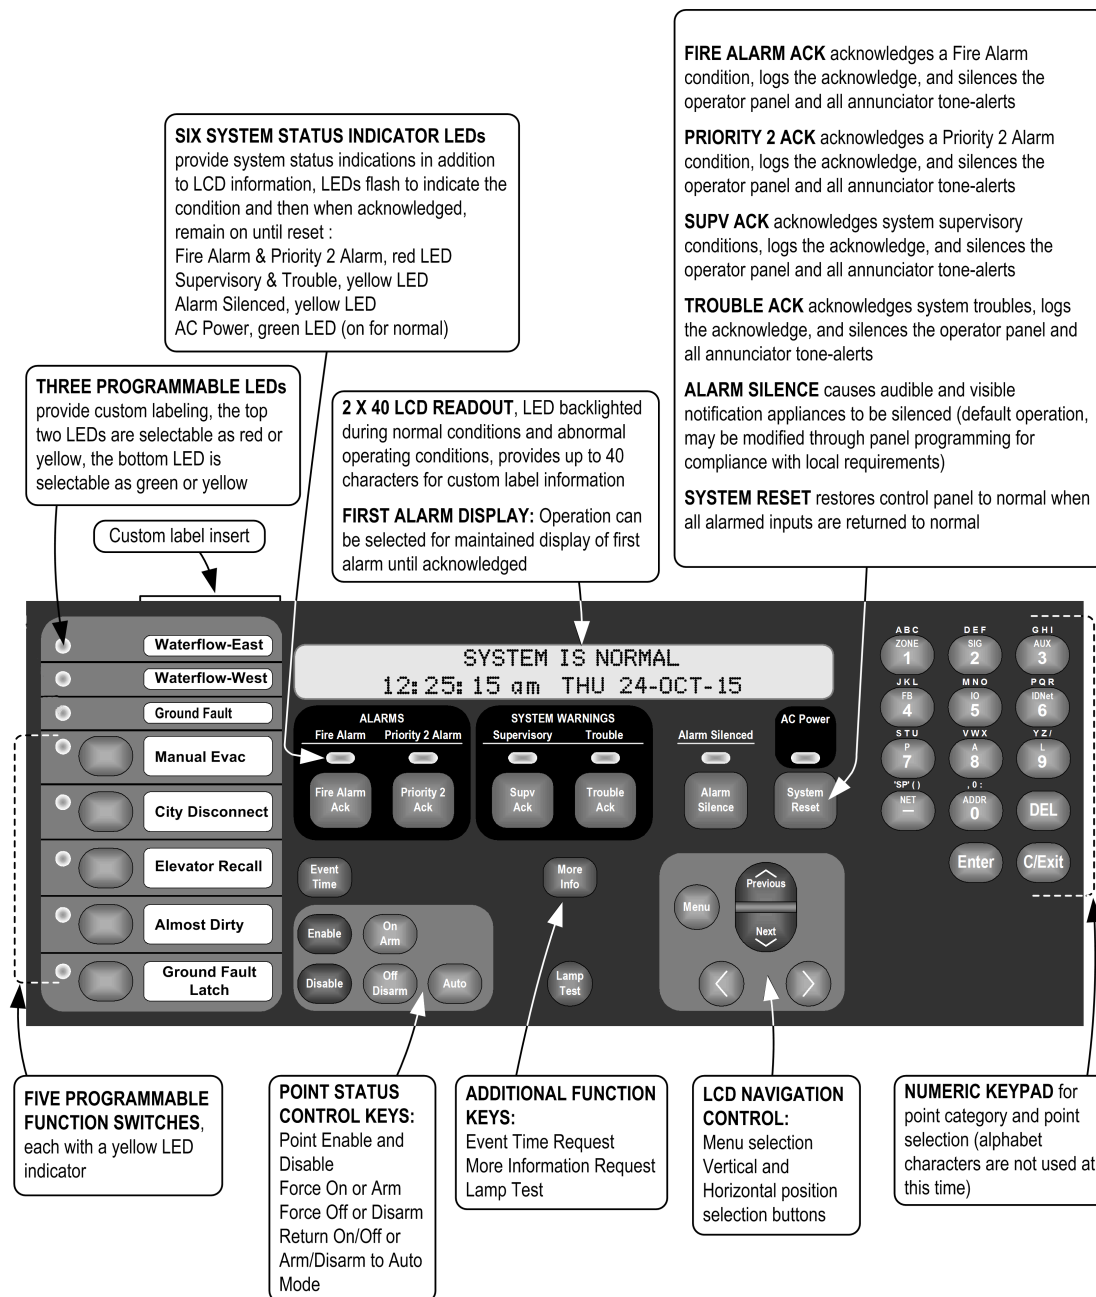 FIRE ALARM ACK acknowledges a Fire Alarm
condition, logs the acknowledge, and silences the
operator panel and all annunciator tone-alerts
PRIORITY 2 ACK acknowledges a Priority 2 Alarm
condition, logs the acknowledge, and silences the
operator panel and all annunciator tone-alerts
SUPV ACK acknowledges system supervisory
conditions, logs the acknowledge, and silences the
operator panel and all annunciator tone-alerts
TROUBLE ACK acknowledges system troubles, logs
the acknowledge, and silences the operator panel and
all annunciator tone-alerts
ALARM SILENCE causes audible and visible
notification appliances to be silenced (default operation,
may be modified through panel programming for
compliance with local requirements)
SYSTEM RESET restores control panel to normal when
all alarmed inputs are returned to normal
SIX SYSTEM STATUS INDICATOR LEDs
provide system status indications in addition
to LCD information, LEDs flash to indicate the
condition and then when acknowledged,
remain on until reset :
Fire Alarm & Priority 2 Alarm, red LED
Supervisory & Trouble, yellow LED
Alarm Silenced, yellow LED
AC Power, green LED (on for normal)
THREE PROGRAMMABLE LEDs
provide custom labeling, the top
two LEDs are selectable as red or
yellow, the bottom LED is
selectable as green or yellow
2 X 40 LCD READOUT, LED backlighted
during normal conditions and abnormal
operating conditions, provides up to 40
characters for custom label information
FIRST ALARM DISPLAY: Operation can
be selected for maintained display of first
alarm until acknowledged
Custom label insert
Waterflow-East
Waterflow-West
Ground Fault
Manual Evac
City Disconnect
Elevator Recall
Almost Dirty
Ground Fault
Latch
SYSTEM IS NORMAL
12:25:15 am THU 24-OCT-15
ALARMS
Fire Alarm Priority 2 Alarm
SYSTEM WARNINGS
Supervisory Trouble
Alarm Silenced
AC Power
Fire Alarm
Ack
Priority 2
Ack
Supv
Ack
Trouble
Ack
Alarm
Silence
System
Reset
Event
Time
More
Info
Enable
On
Arm
Disable
Off
Disarm
Auto
Lamp
Test
Menu
Previous
Next
A B C
ZONE
1
D E F
SIG
2
G H I
AUX
3
J K L
FB
4
M N O
IO
5
P Q R
IDNet
6
S T U
P
7
V W X
A
8
Y Z /
L
9
'SP' ( )
NET
–
, 0 :
ADDR
0
DEL
Enter
C/Exit
FIVE PROGRAMMABLE
FUNCTION SWITCHES,
each with a yellow LED
indicator
POINT STATUS
CONTROL KEYS:
Point Enable and
Disable
Force On or Arm
Force Off or Disarm
Return On/Off or
Arm/Disarm to Auto
Mode
ADDITIONAL FUNCTION
KEYS:
Event Time Request
More Information Request
Lamp Test
LCD NAVIGATION
CONTROL:
Menu selection
Vertical and
Horizontal position
selection buttons
NUMERIC KEYPAD for
point category and point
selection (alphabet
characters are not used at
this time)